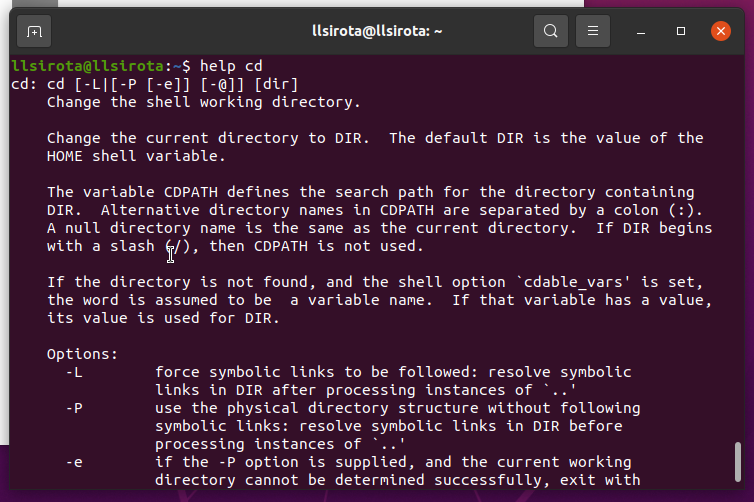 llsirota@llsirota: ~
llsirota@llsirota:~$ help cd
cd: cd [-L|[-P [-e]] [-@]] [dir]
    Change the shell working directory.

    Change the current directory to DIR.  The default DIR is the value of the
    HOME shell variable.

    The variable CDPATH defines the search path for the directory containing
    DIR.  Alternative directory names in CDPATH are separated by a colon (:).
    A null directory name is the same as the current directory.  If DIR begins
    with a slash (/), then CDPATH is not used.

    If the directory is not found, and the shell option `cdable_vars' is set,
    the word is assumed to be  a variable name.  If that variable has a value,
    its value is used for DIR.

    Options:
      -L        force symbolic links to be followed: resolve symbolic
                links in DIR after processing instances of `..'
      -P        use the physical directory structure without following
                symbolic links: resolve symbolic links in DIR before
                processing instances of `..'
      -e        if the -P option is supplied, and the current working
                directory cannot be determined successfully, exit with